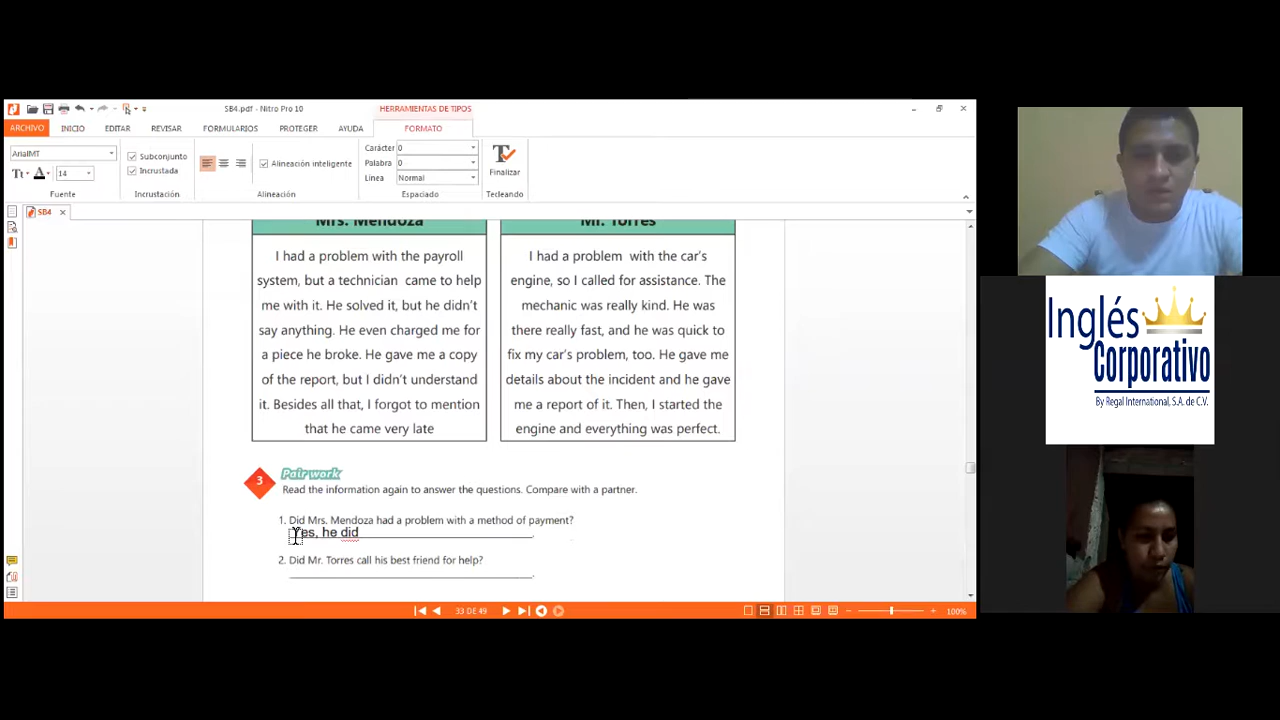 SB4.pdf - Nitro Pro 10
HERRAMIENTAS DE TIPOS
ARCHIVO INICIO EDITAR REVISAR FORMULARIOS PROTEGER AYUDA FORMATO
ArialMT
Subconjunto
Incrustada
14
Fuente
Incrustación
Alineación inteligente
Alineación
Carácter 0
Palabra 0
Línea Normal
Espaciado
Finalizar
Tecleando
SB4
Mrs. Mendoza
I had a problem with the payroll
system, but a technician came to help
me with it. He solved it, but he didn't
say anything. He even charged me for
a piece he broke. He gave me a copy
of the report, but I didn't understand
it. Besides all that, I forgot to mention
that he came very late
Mr. Torres
I had a problem with the car's
engine, so I called for assistance. The
mechanic was really kind. He was
there really fast, and he was quick to
fix my car's problem, too. He gave me
details about the incident and he gave
me a report of it. Then, I started the
engine and everything was perfect.
3
Pair work
Read the information again to answer the questions. Compare with a partner.
1. Did Mrs. Mendoza had a problem with a method of payment?
Yes, he did
2. Did Mr. Torres call his best friend for help?
33 DE 49
100%
Inglés
Corporativo
By Regal International, S.A. de C.V.